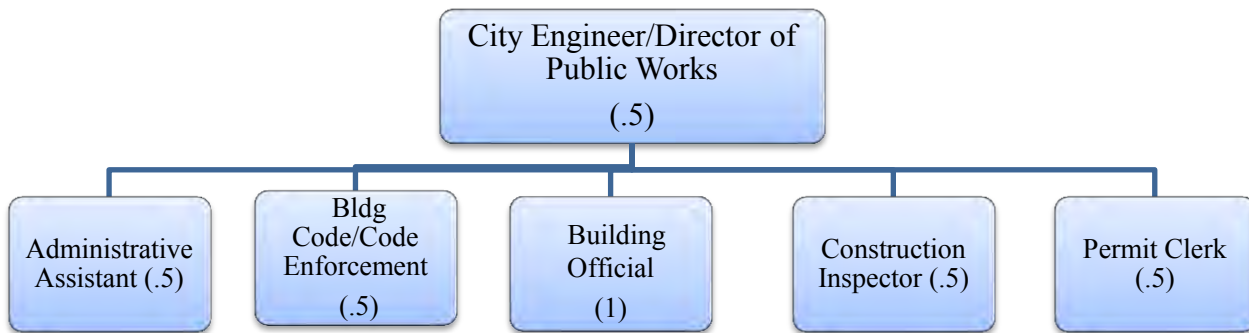 City Engineer/Director of
Public Works
(.5)
Administrative
Assistant (.5)
Bldg
Code/Code
Enforcement
(.5)
Building
Official
(1)
Construction
Inspector (.5)
Permit Clerk
(.5)